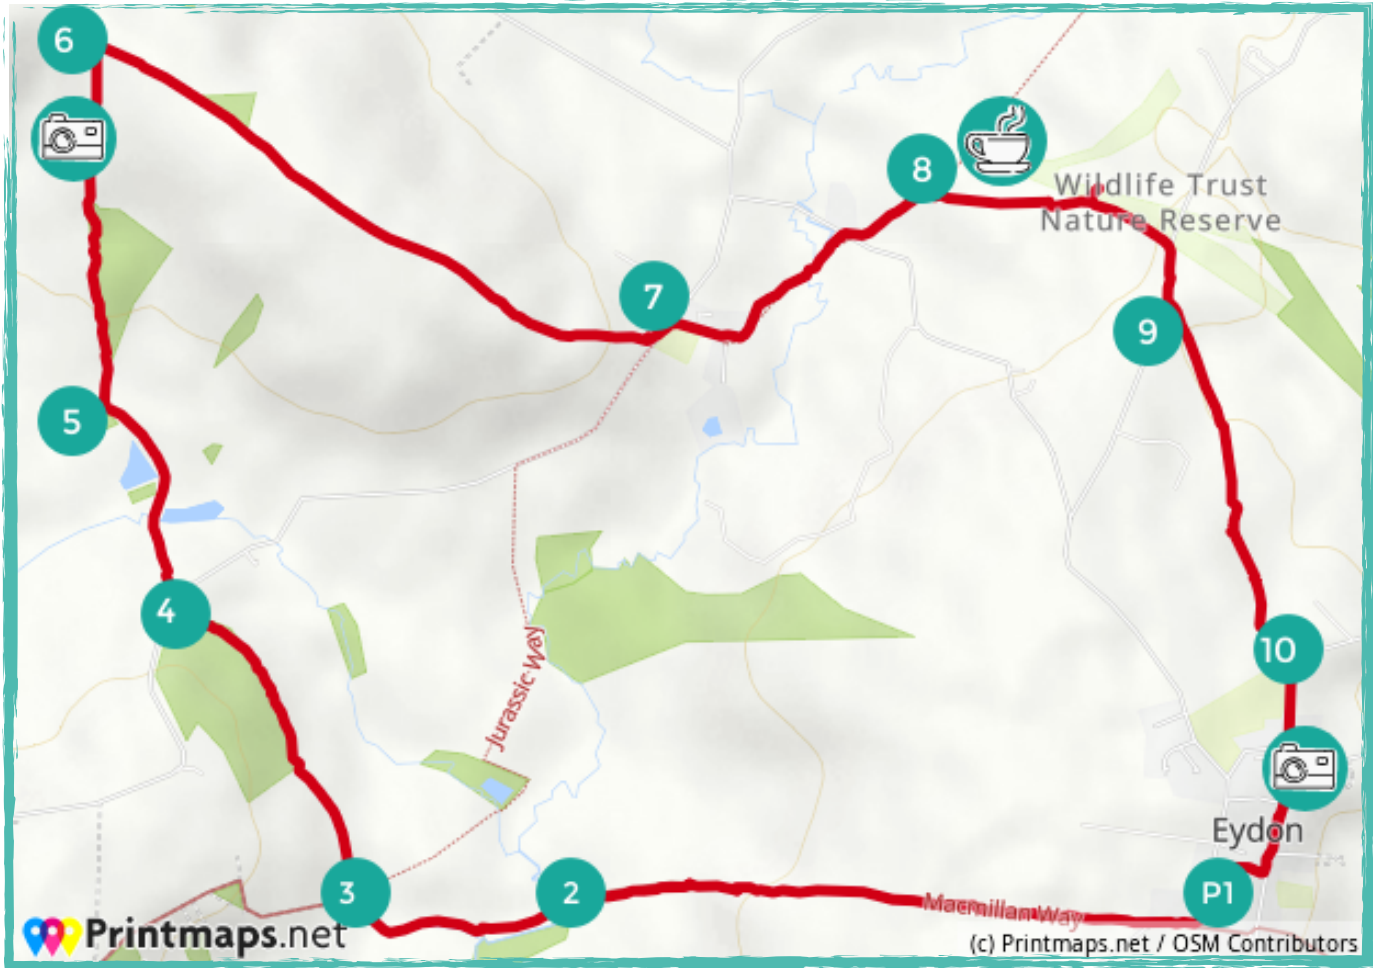 6
8
Wildlife Trust
Nature Reserve
7
9
5
4
10
Jurassic Way
Eydon
3
2
P1
Macmillan Way
Printmaps.net
(c) Printmaps.net / OSM Contributors